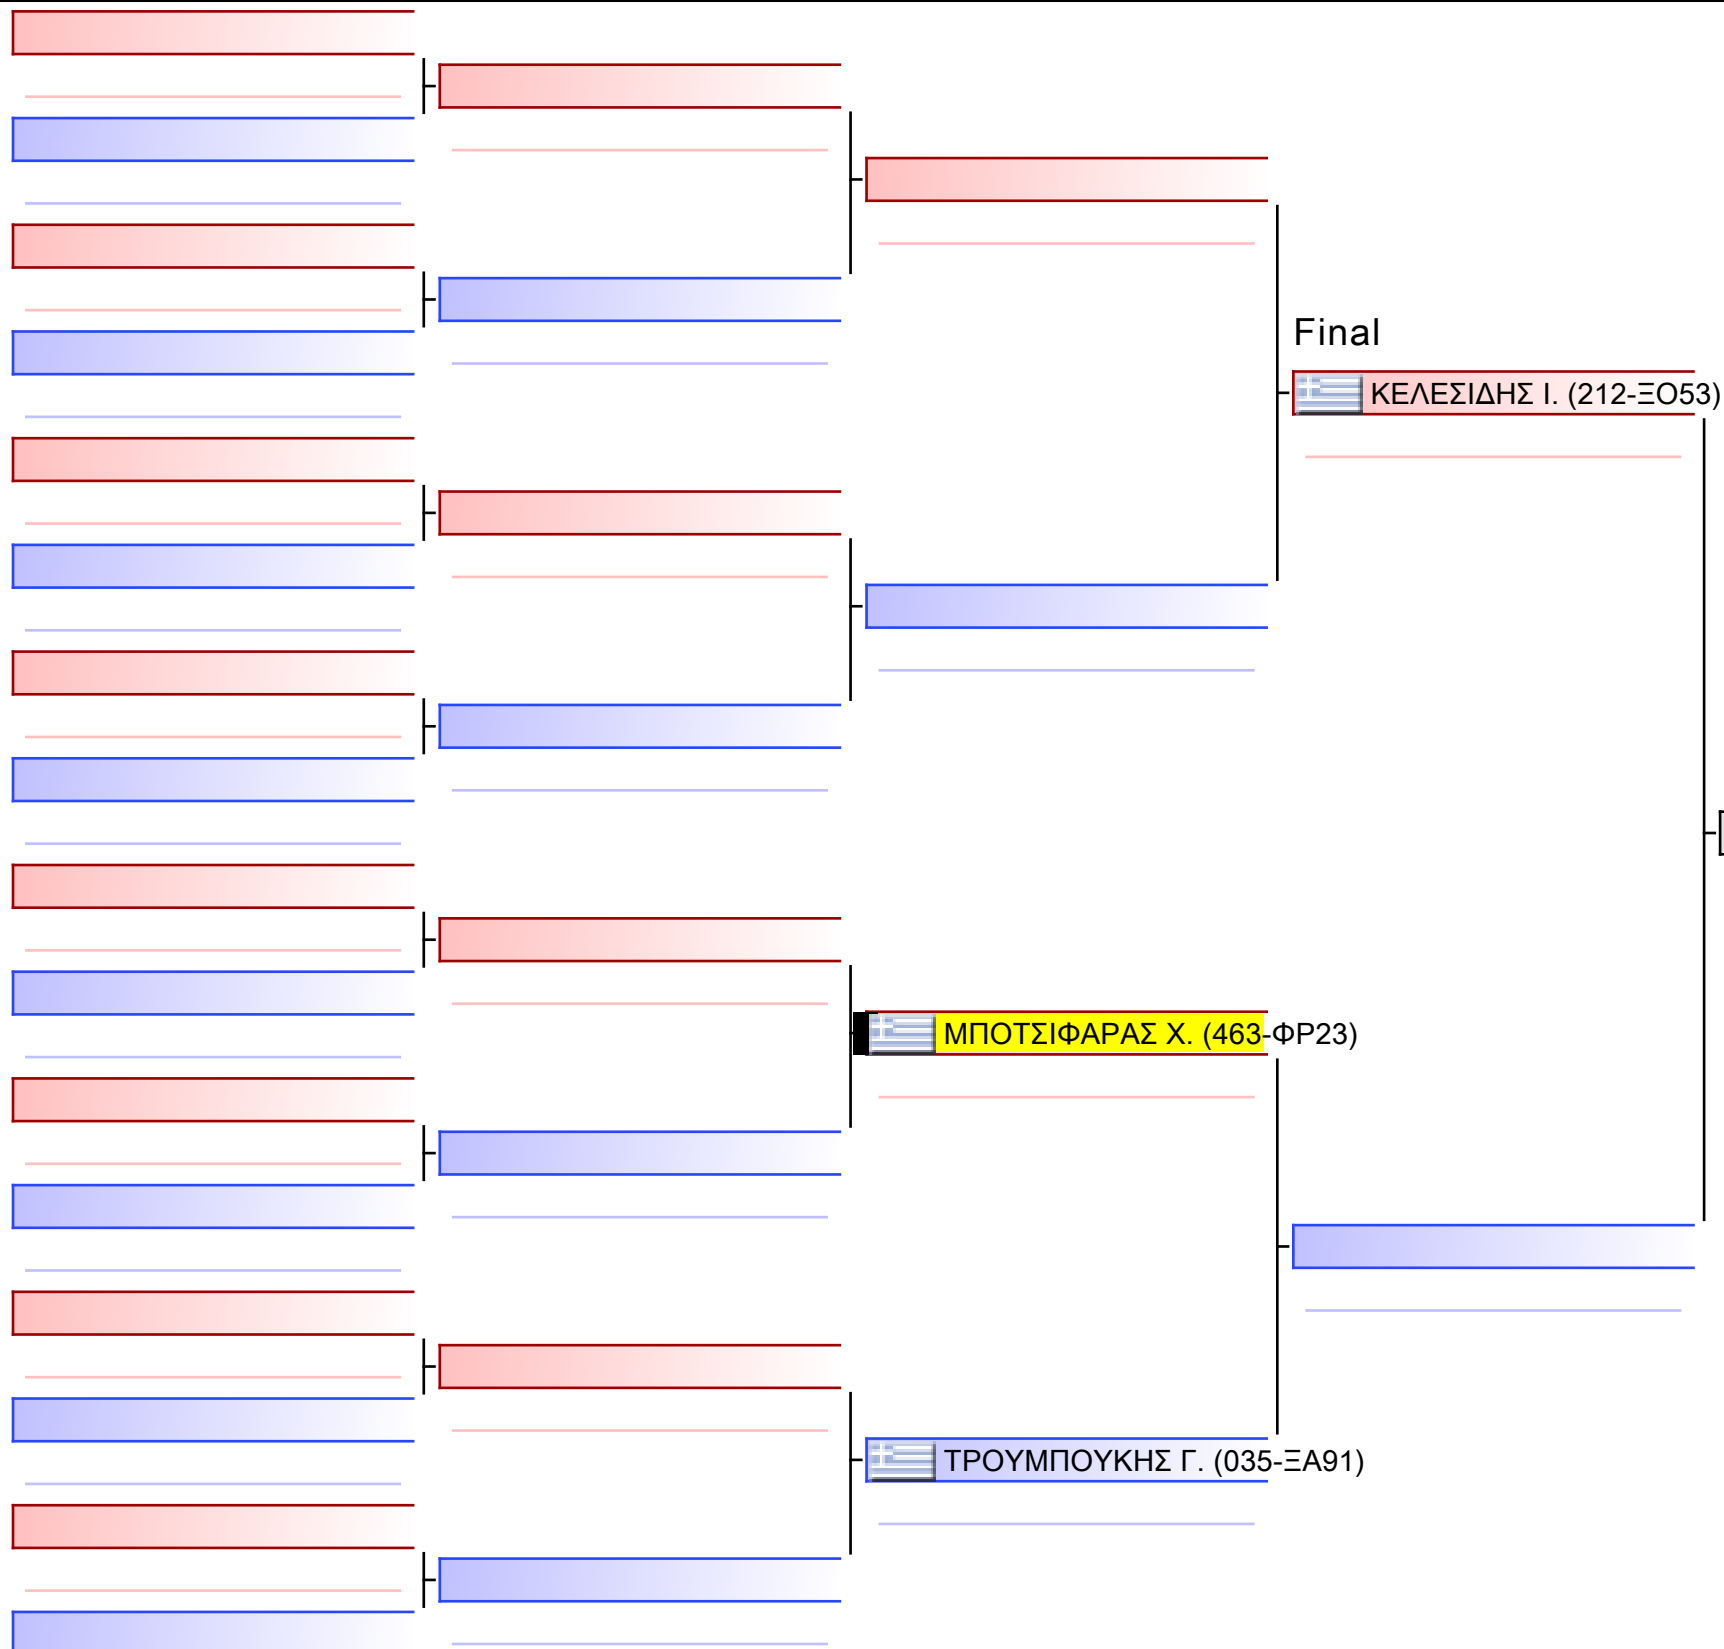 Final
ΚΕΛΕΣΙΔΗΣ Ι. (212-ΞΟ53)
ΜΠΟΤΣΙΦΑΡΑΣ Χ. (463-ΦΡ23)
ΤΡΟΥΜΠΟΥΚΗΣ Γ. (035-ΞΑ91)